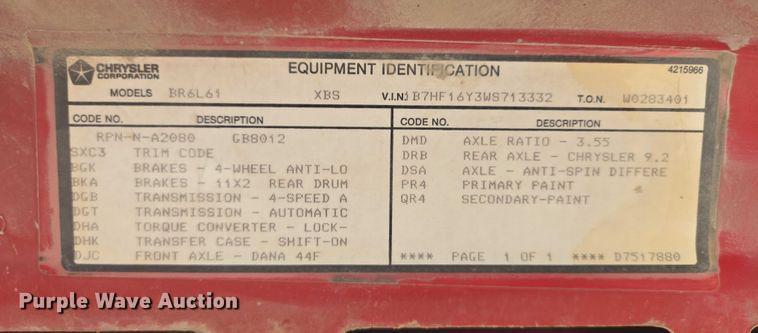 CHRYSLER CORPORATION EQUIPMENT IDENTIFICATION 4215966
MODELS BR6L61 XBS V.I.N. 1B7HF16Y3WS713332 T.O.N. W0283401
CODE NO. DESCRIPTION
RPN-N-A2080 GB8012
SXC3 TRIM CODE
BGK BRAKES - 4-WHEEL ANTI-LO
BKA BRAKES - 11X2 REAR DRUM
DGB TRANSMISSION - 4-SPEED A
DGT TRANSMISSION - AUTOMATIC
DHA TORQUE CONVERTER - LOCK-
DHK TRANSFER CASE - SHIFT-ON
DJC FRONT AXLE - DANA 44F
CODE NO. DESCRIPTION
DMD AXLE RATIO - 3.55
DRB REAR AXLE - CHRYSLER 9.2
DSA AXLE - ANTI-SPIN DIFFERE
PR4 PRIMARY PAINT
QR4 SECONDARY-PAINT
**** PAGE 1 OF 1 **** D7517880
Purple Wave Auction